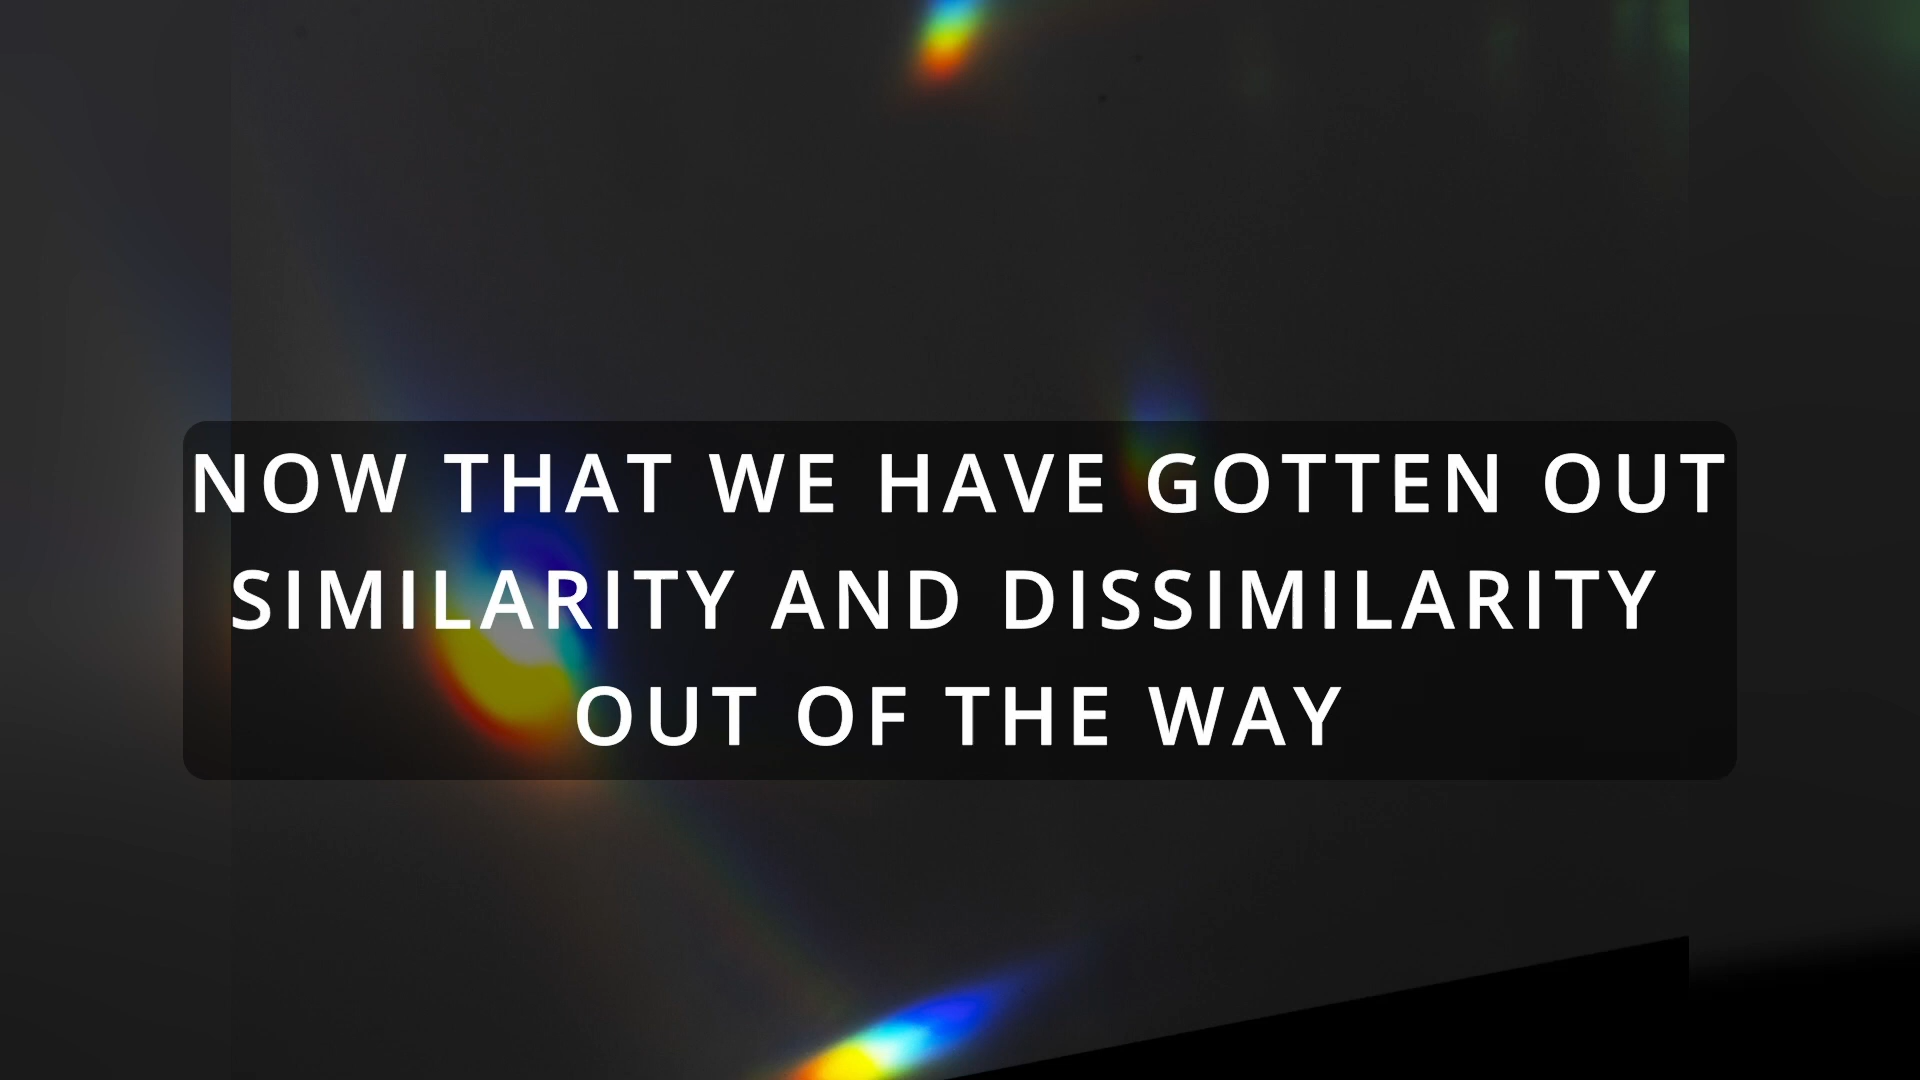 NOW THAT WE HAVE GOTTEN OUT
SIMILARITY AND DISSIMILARITY
OUT OF THE WAY